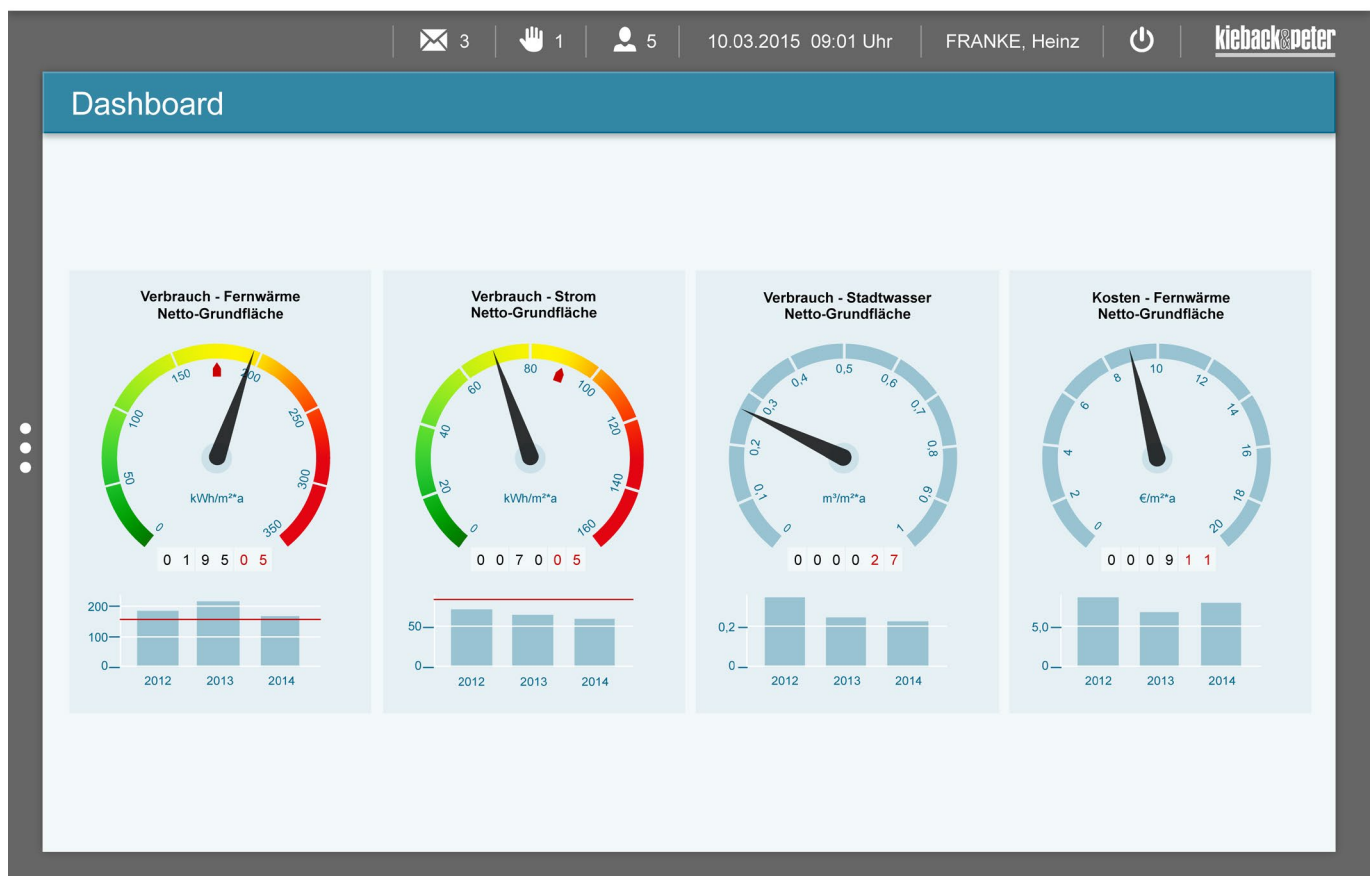 3 1 5 10.03.2015 09:01 Uhr FRANKE, Heinz kieback&peter
Dashboard
Verbrauch - Fernwärme
Netto-Grundfläche
0
50
100
150
200
250
300
350
kWh/m²*a
0 1 9 5 0 5
200
100
0
2012 2013 2014
Verbrauch - Strom
Netto-Grundfläche
0
20
40
60
80
100
120
140
160
kWh/m²*a
0 0 7 0 0 5
50
0
2012 2013 2014
Verbrauch - Stadtwasser
Netto-Grundfläche
0
0,1
0,2
0,3
0,4
0,5
0,6
0,7
0,8
0,9
1
m³/m²*a
0 0 0 0 2 7
0,2
0
2012 2013 2014
Kosten - Fernwärme
Netto-Grundfläche
0
2
4
6
8
10
12
14
16
18
20
€/m²*a
0 0 0 9 1 1
5,0
0
2012 2013 2014